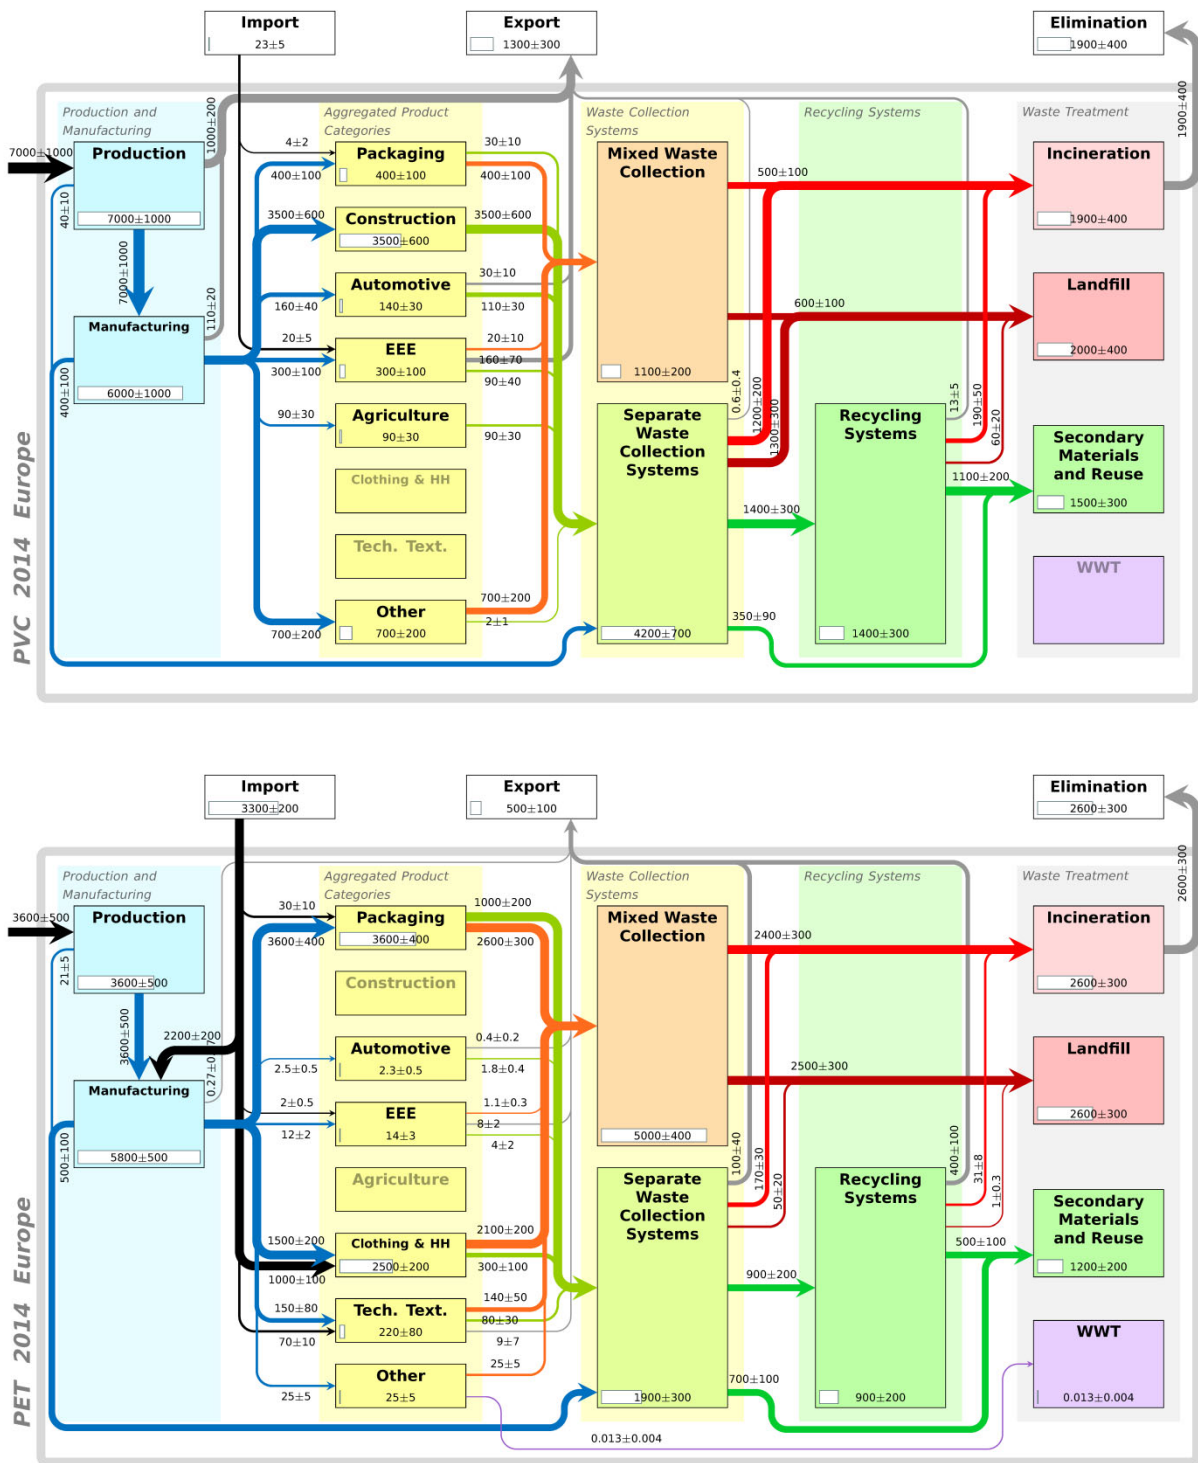 Import
23±5
Export
1300±300
Elimination
1900±400
Production and
Manufacturing
Aggregated Product
Categories
Waste Collection
Systems
Recycling Systems
Waste Treatment
7000±1000
Production
7000±1000
40±10
1000±200
7000±1000
110±20
Manufacturing
6000±1000
400±100
4±2
400±100
Packaging
400±100
30±10
400±100
3500±600
Construction
3500±600
3500±600
160±40
Automotive
140±30
30±10
110±30
20±5
300±100
EEE
300±100
20±10
160±70
90±40
90±30
Agriculture
90±30
90±30
Clothing & HH
Tech. Text.
700±200
Other
700±200
700±200
2±1
Mixed Waste
Collection
1100±200
500±100
600±100
Separate
Waste
Collection
Systems
4200±700
0.6±0.4
1200±200
1300±300
1400±300
350±90
Recycling
Systems
1400±300
13±5
190±50
60±20
1100±200
Incineration
1900±400
1900±400
Landfill
2000±400
Secondary
Materials
and Reuse
1500±300
WWT
PVC 2014 Europe
Import
3300±200
Export
500±100
Elimination
2600±300
Production and
Manufacturing
Aggregated Product
Categories
Waste Collection
Systems
Recycling Systems
Waste Treatment
3600±500
Production
3600±500
21±5
3600±500
2200±200
Manufacturing
5800±500
500±100
30±10
3600±400
Packaging
3600±400
1000±200
2600±300
Construction
2.5±0.5
Automotive
2.3±0.5
0.4±0.2
1.8±0.4
2±0.5
12±2
EEE
14±3
1.1±0.3
8±2
4±2
Agriculture
1500±200
1000±100
Clothing & HH
2500±200
2100±200
300±100
150±80
70±10
Tech. Text.
220±80
140±50
80±30
9±7
25±5
Other
25±5
25±5
0.013±0.004
Mixed Waste
Collection
5000±400
2400±300
2500±300
Separate
Waste
Collection
Systems
1900±300
100±40
170±30
50±20
900±200
700±100
Recycling
Systems
900±200
400±100
31±8
1±0.3
500±100
Incineration
2600±300
2600±300
Landfill
2600±300
Secondary
Materials
and Reuse
1200±200
WWT
0.013±0.004
PET 2014 Europe